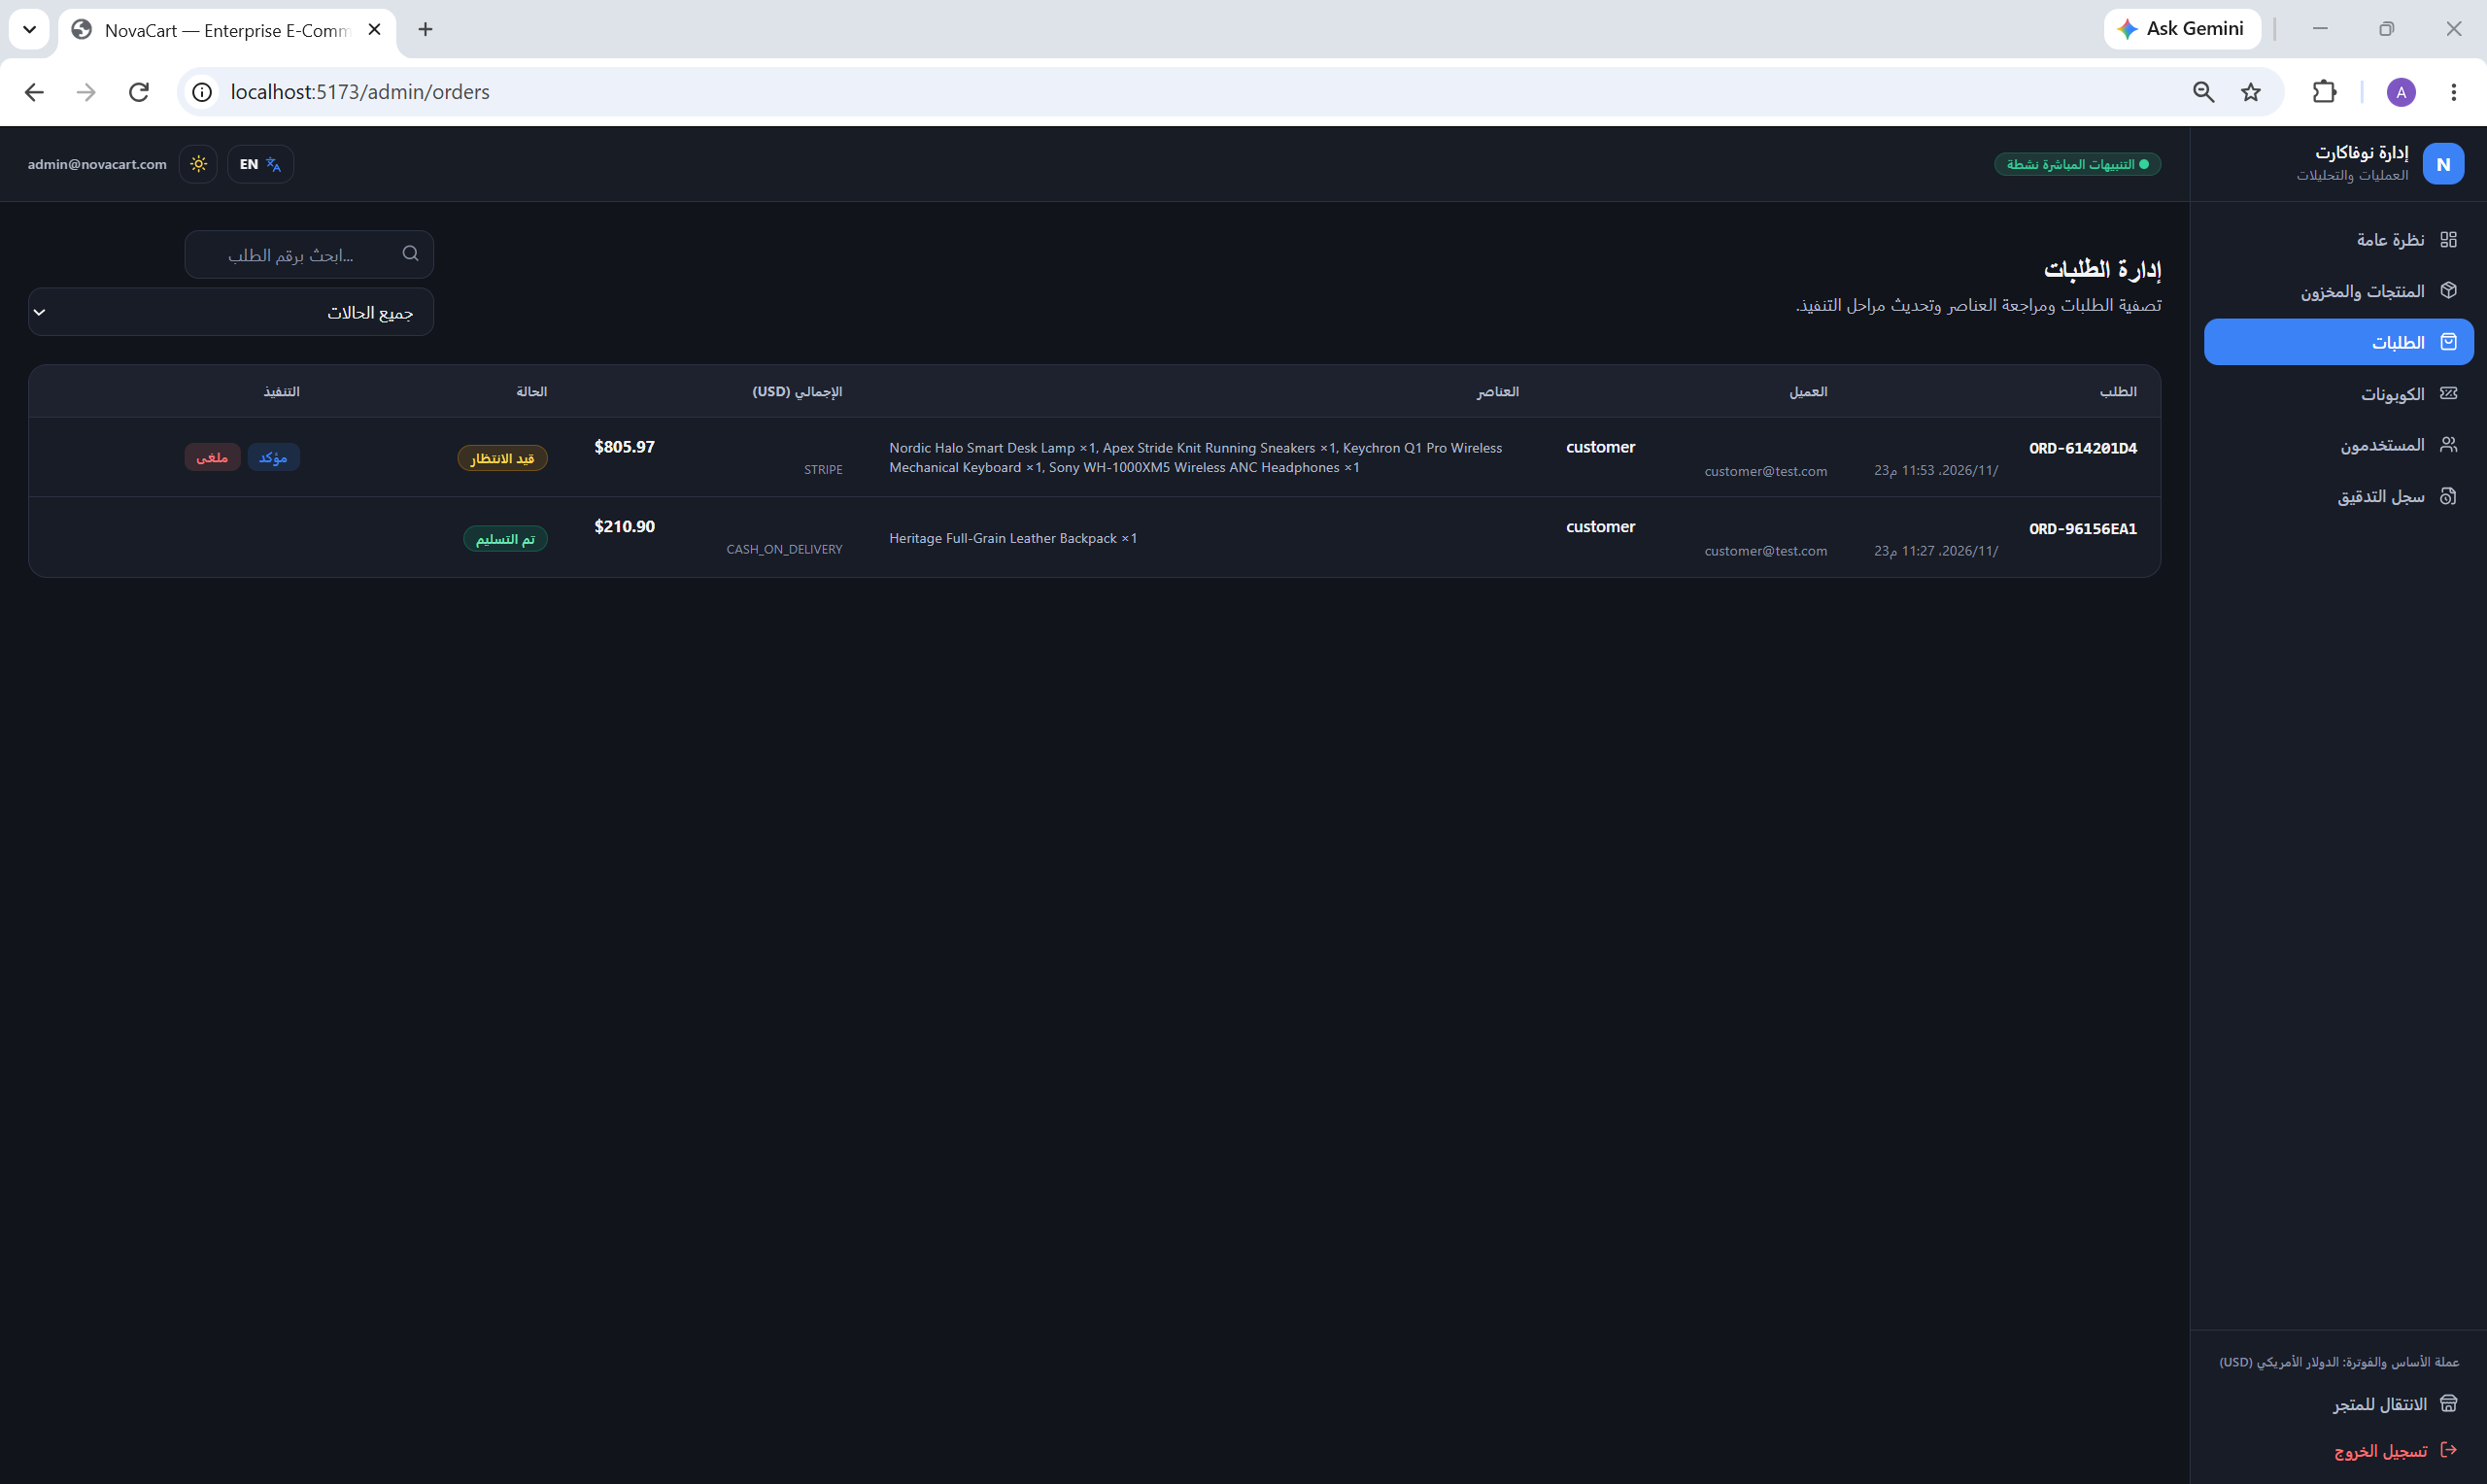 NovaCart — Enterprise E-Comm
Ask Gemini
localhost:5173/admin/orders
A
N
إدارة نوفاكارت
العمليات والتحليلات
التنبيهات المباشرة نشطة
EN
admin@novacart.com
نظرة عامة
المنتجات والمخزون
الطلبات
الكوبونات
المستخدمون
سجل التدقيق
إدارة الطلبات
تصفية الطلبات ومراجعة العناصر وتحديث مراحل التنفيذ.
ابحث برقم الطلب...
جميع الحالات
الطلب العميل العناصر الإجمالي (USD) الحالة التنفيذ
ORD-614201D4
23‏/11‏/2026، 11:53 م
customer
customer@test.com
Nordic Halo Smart Desk Lamp ×1, Apex Stride Knit Running Sneakers ×1, Keychron Q1 Pro Wireless
Mechanical Keyboard ×1, Sony WH-1000XM5 Wireless ANC Headphones ×1
$805.97
STRIPE
قيد الانتظار
مؤكد ملغى
ORD-96156EA1
23‏/11‏/2026، 11:27 م
customer
customer@test.com
Heritage Full-Grain Leather Backpack ×1
$210.90
CASH_ON_DELIVERY
تم التسليم
عملة الأساس والفوترة: الدولار الأمريكي (USD)
الانتقال للمتجر
تسجيل الخروج